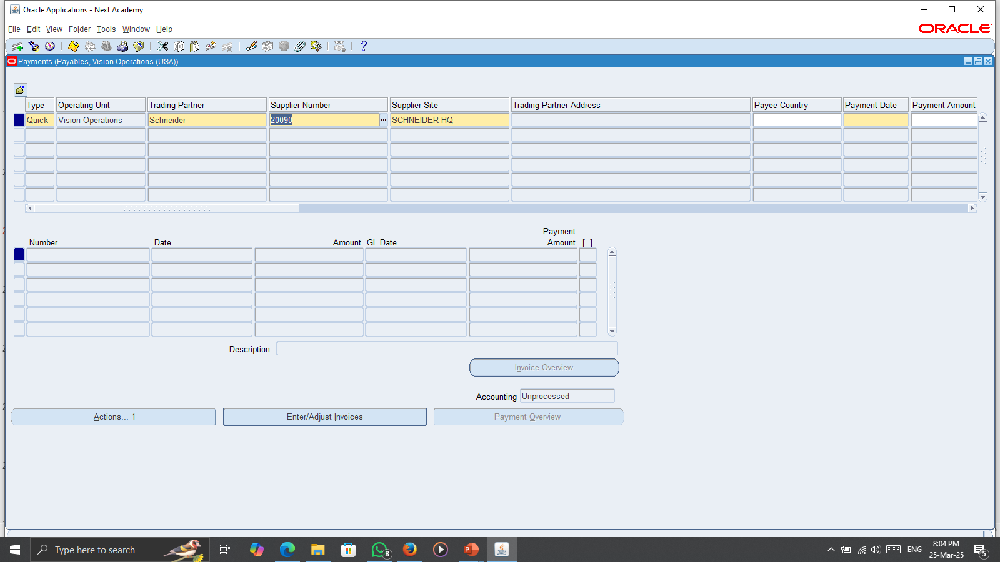 Oracle Applications - Next Academy
File Edit View Folder Tools Window Help
ORACLE
Payments (Payables, Vision Operations (USA))
Type Operating Unit Trading Partner Supplier Number Supplier Site Trading Partner Address Payee Country Payment Date Payment Amount
Quick Vision Operations Schneider 20090 SCHNEIDER HQ
Payment
Number Date Amount GL Date Amount [ ]
Description
Invoice Overview
Accounting Unprocessed
Actions... 1 Enter/Adjust Invoices Payment Overview
Type here to search
8
ENG
8:04 PM
25-Mar-25
5